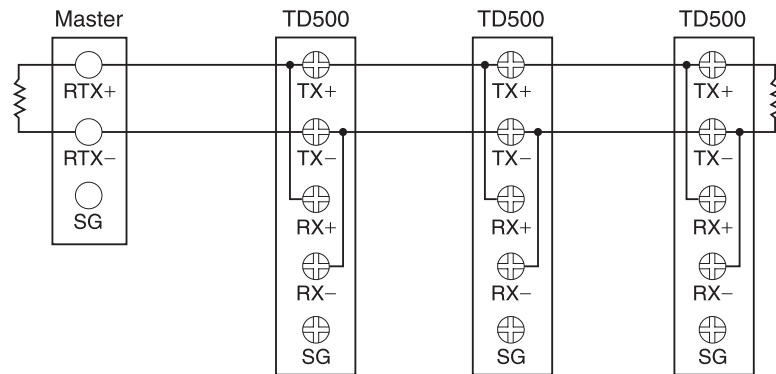 Master TD500 TD500 TD500
RTX+ TX+ TX+ TX+
RTX− TX− TX− TX−
SG RX+ RX+ RX+
RX− RX− RX−
SG SG SG